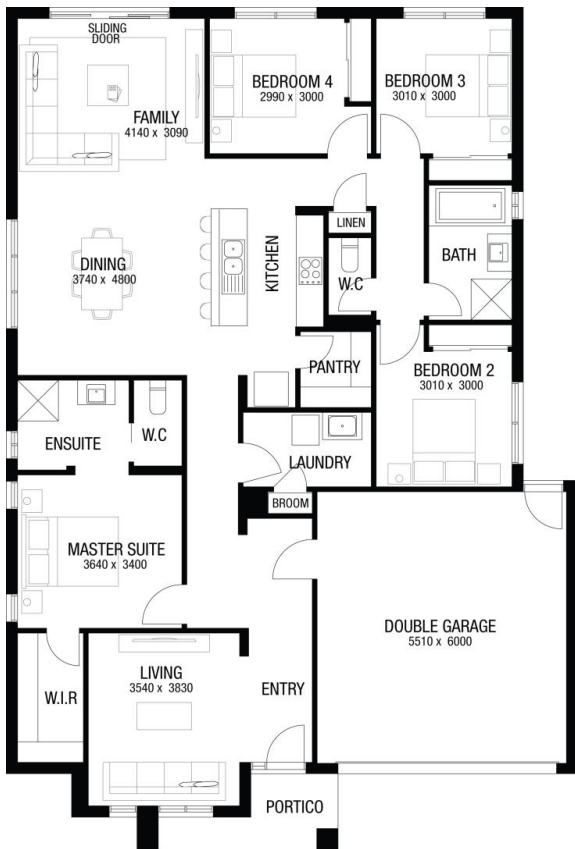 SLIDING
DOOR
FAMILY
4140 x 3090
BEDROOM 4
2990 x 3000
BEDROOM 3
3010 x 3000
LINEN
BATH
W.C
KITCHEN
DINING
3740 x 4800
PANTRY
BEDROOM 2
3010 x 3000
ENSUITE
W.C
LAUNDRY
BROOM
MASTER SUITE
3640 x 3400
DOUBLE GARAGE
5510 x 6000
W.I.R
LIVING
3540 x 3830
ENTRY
PORTICO